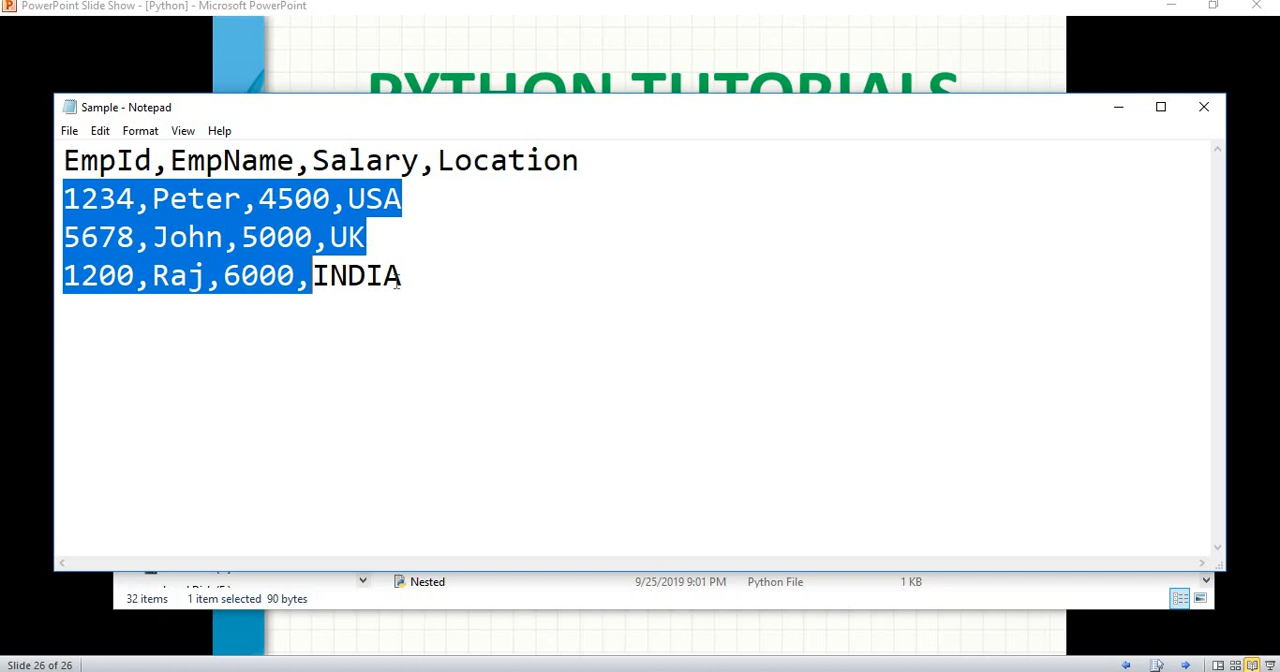 PowerPoint Slide Show - [Python] - Microsoft PowerPoint
PYTHON TUTORIALS
Sample - Notepad
File Edit Format View Help
EmpId,EmpName,Salary,Location
1234,Peter,4500,USA
5678,John,5000,UK
1200,Raj,6000,INDIA
Nested 9/25/2019 9:01 PM Python File 1 KB
32 items 1 item selected 90 bytes
Slide 26 of 26